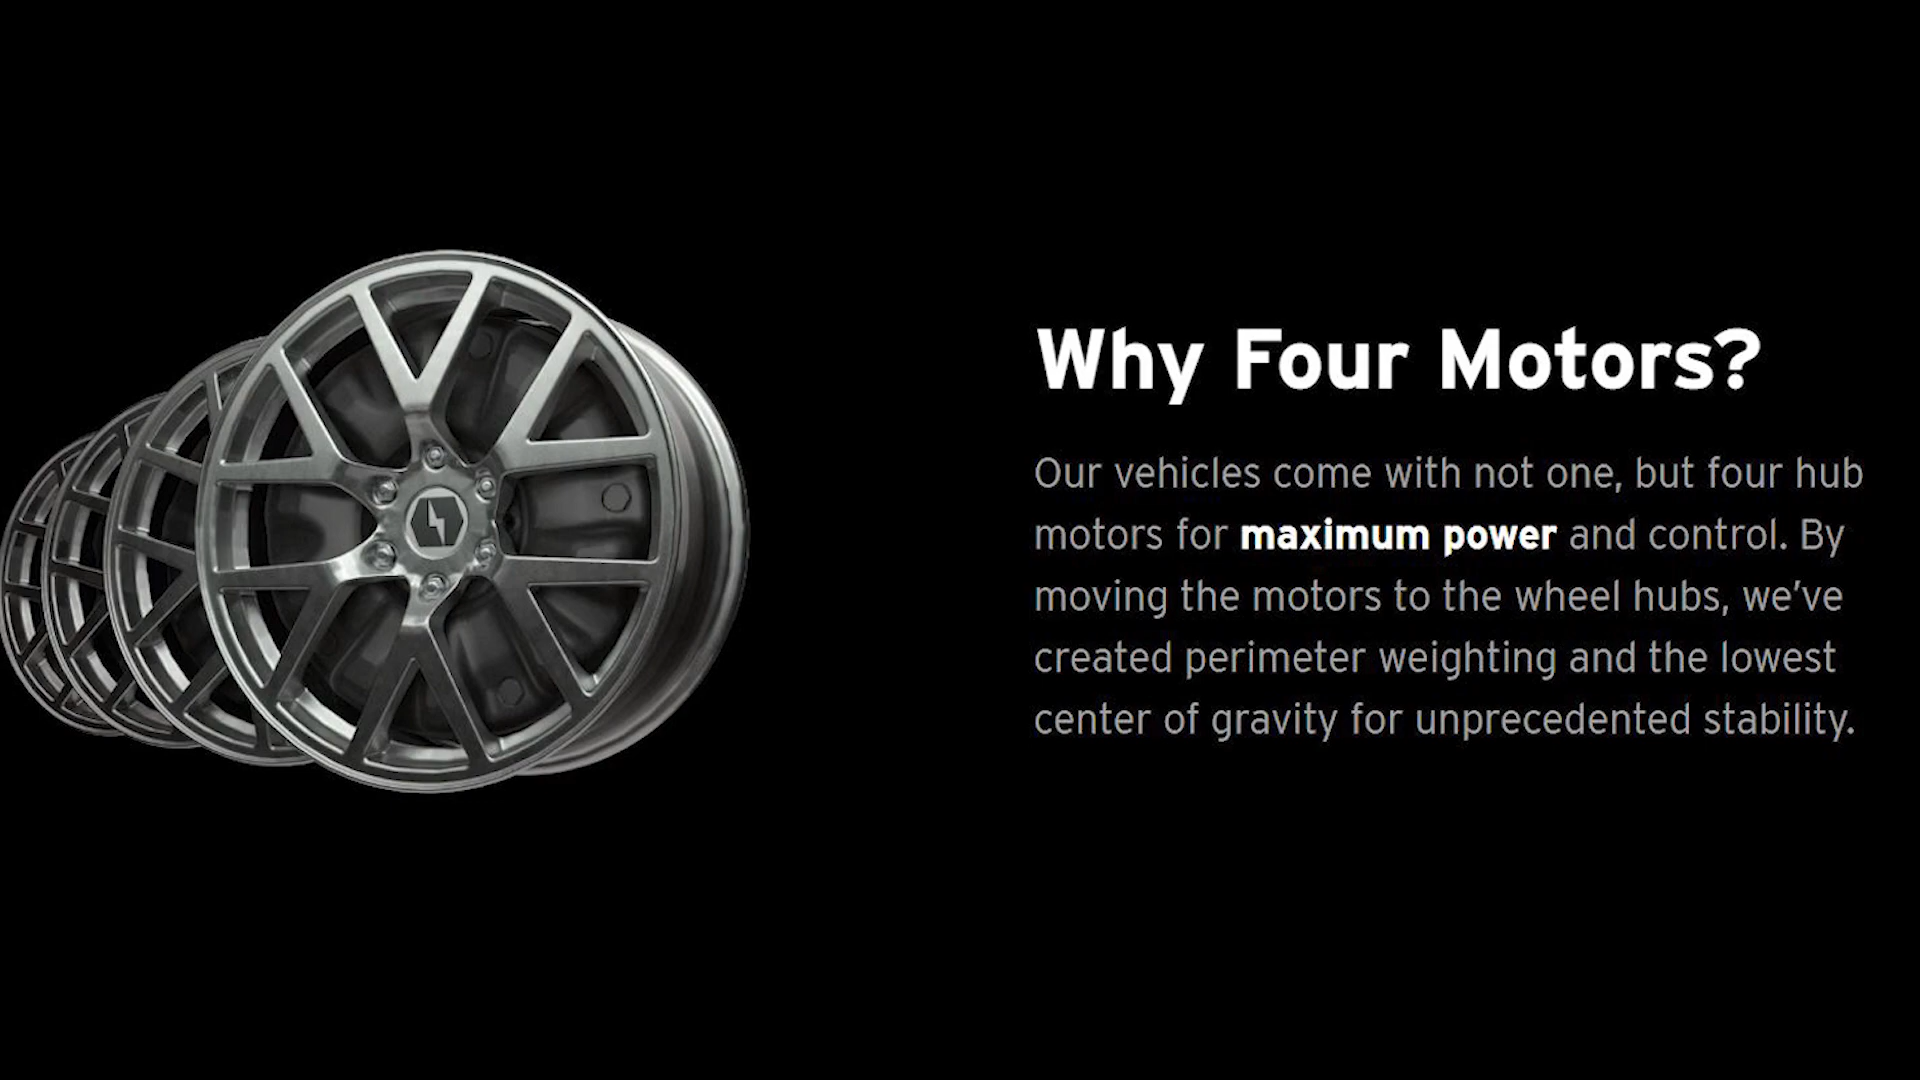 Why Four Motors?
Our vehicles come with not one, but four hub
motors for maximum power and control. By
moving the motors to the wheel hubs, we've
created perimeter weighting and the lowest
center of gravity for unprecedented stability.